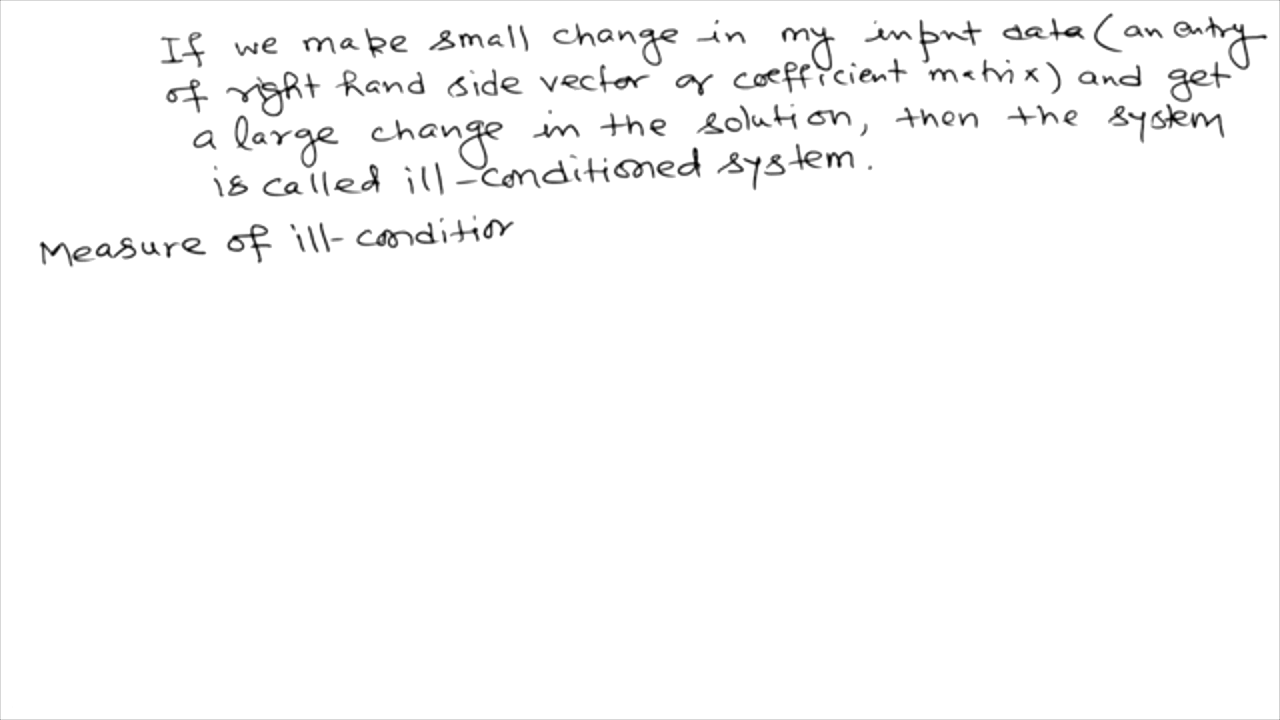 If we make small change in my input data (an entry
of right hand side vector or coefficient matrix) and get
a large change in the solution, then the system
is called ill-conditioned system.
Measure of ill-condition